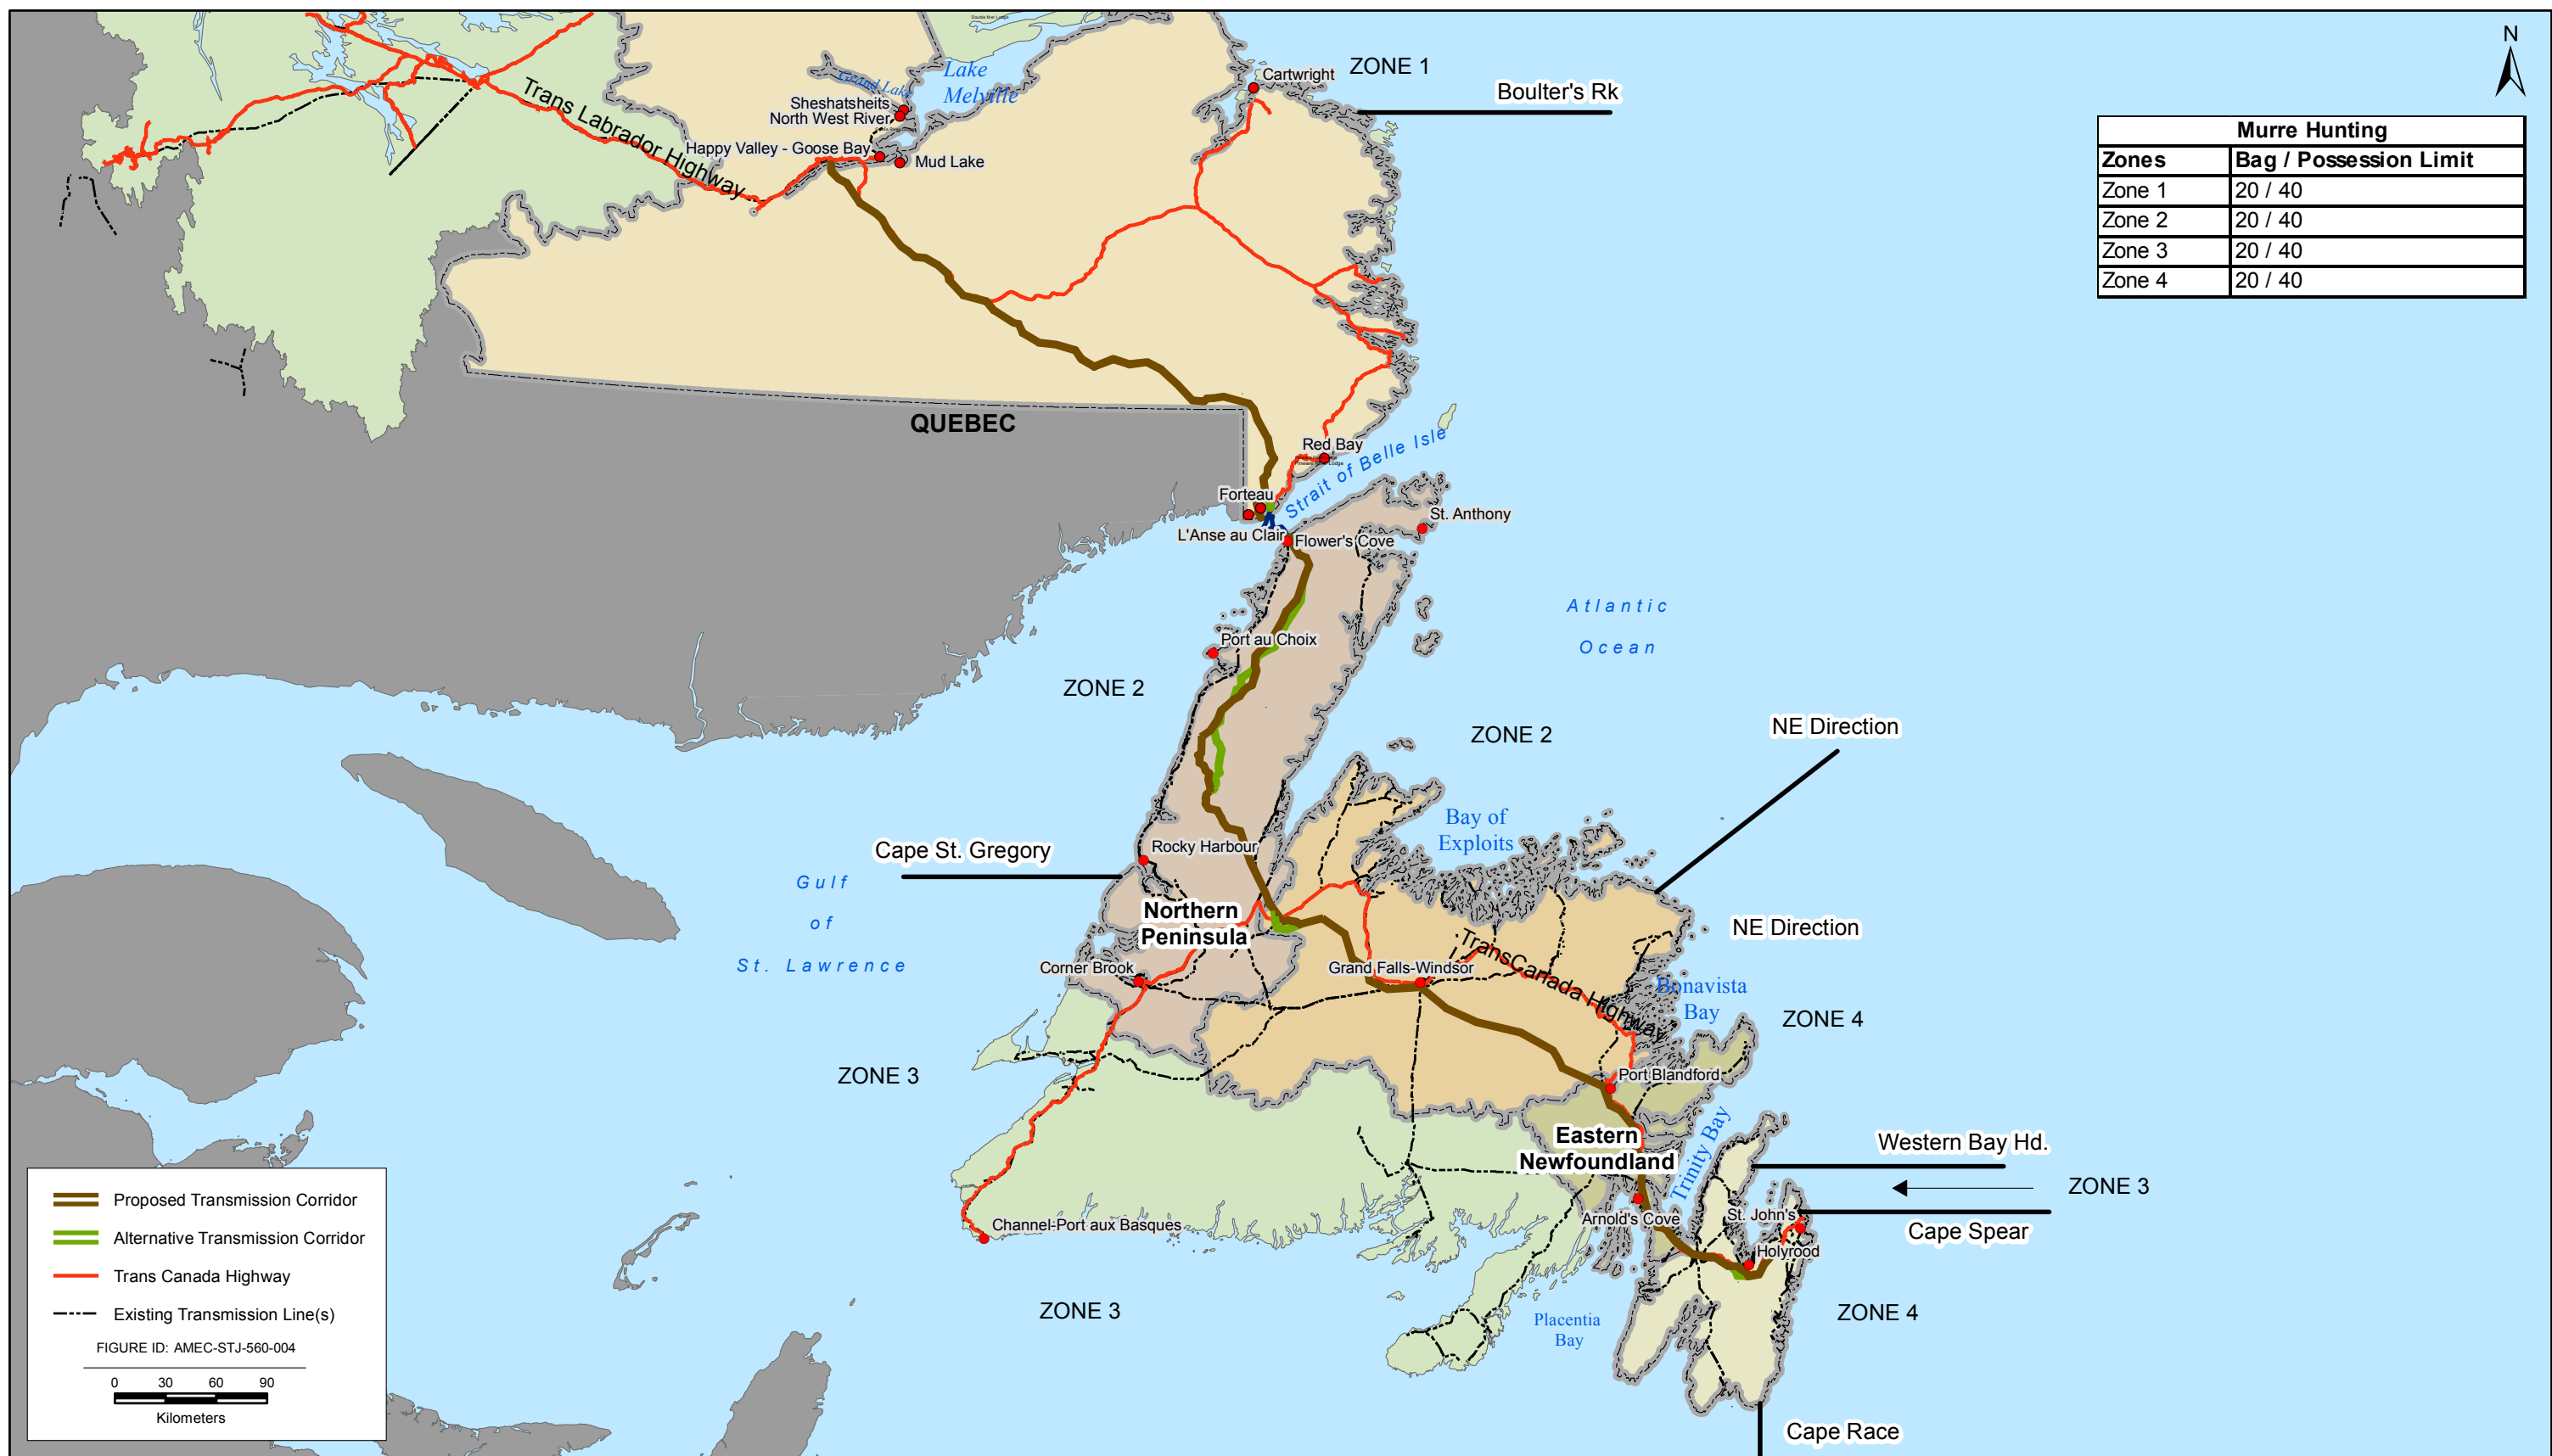 Double Mer Lodge
N
ZONE 1
Cartwright
Boulter's Rk
Lake
Melville
Grand Lake
Sheshatsheits
North West River
Happy Valley - Goose Bay
Mud Lake
Trans Labrador Highway
Murre Hunting
Zones Bag / Possession Limit
Zone 1 20 / 40
Zone 2 20 / 40
Zone 3 20 / 40
Zone 4 20 / 40
QUEBEC
Red Bay
Strait of Belle Isle
Forteau
L'Anse au Clair
Flower's Cove
St. Anthony
Atlantic
Ocean
Port au Choix
ZONE 2
ZONE 2
NE Direction
Bay of
Exploits
Rocky Harbour
Cape St. Gregory
Gulf
of
St. Lawrence
Northern
Peninsula
NE Direction
Corner Brook
Grand Falls-Windsor
TransCanada Highway
Bonavista
Bay
ZONE 4
ZONE 3
Port Blandford
Eastern
Newfoundland
Trinity Bay
Western Bay Hd.
ZONE 3
Arnold's Cove
St. John's
Cape Spear
Channel-Port aux Basques
Holyrood
ZONE 3
Placentia
Bay
ZONE 4
Cape Race
Proposed Transmission Corridor
Alternative Transmission Corridor
Trans Canada Highway
Existing Transmission Line(s)
FIGURE ID: AMEC-STJ-560-004
0 30 60 90
Kilometers